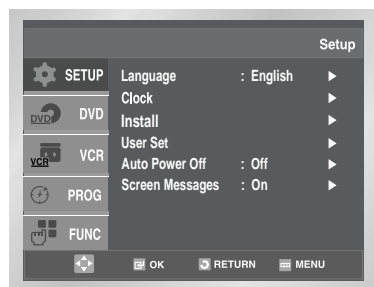 Setup
SETUP
DVD DVD
VCR VCR
PROG
FUNC
Language : English ►
Clock ►
Install ►
User Set ►
Auto Power Off : Off ►
Screen Messages : On ►
OK RETURN MENU